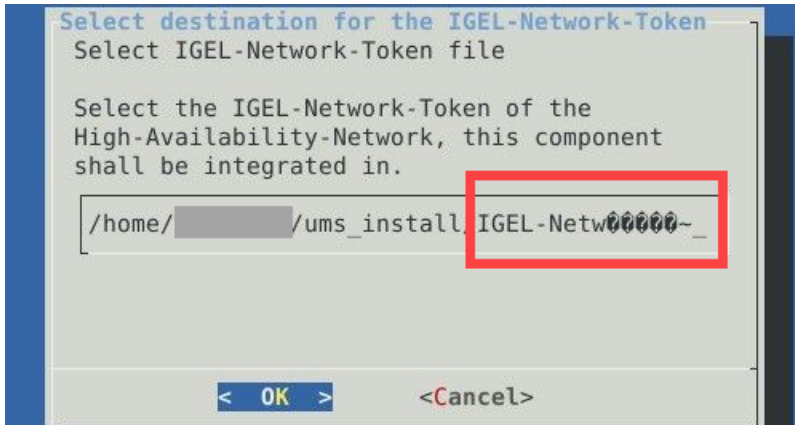 Select destination for the IGEL-Network-Token
Select IGEL-Network-Token file
Select the IGEL-Network-Token of the
High-Availability-Network, this component
shall be integrated in.
/home/ /ums_install/IGEL-Netw�����~_
< OK > <Cancel>